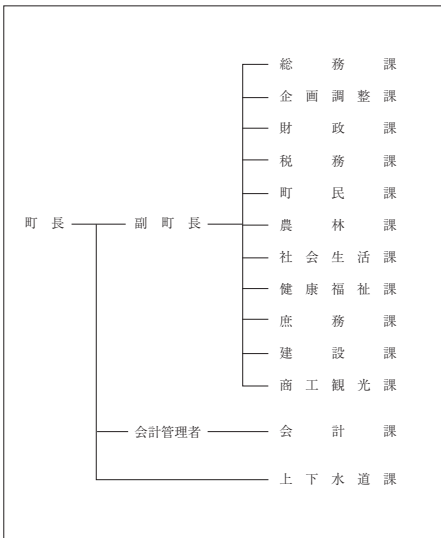 総務課
企画調整課
財政課
税務課
町民課
町長 副町長 農林課
社会生活課
健康福祉課
庶務課
建設課
商工観光課
会計管理者 会計課
上下水道課